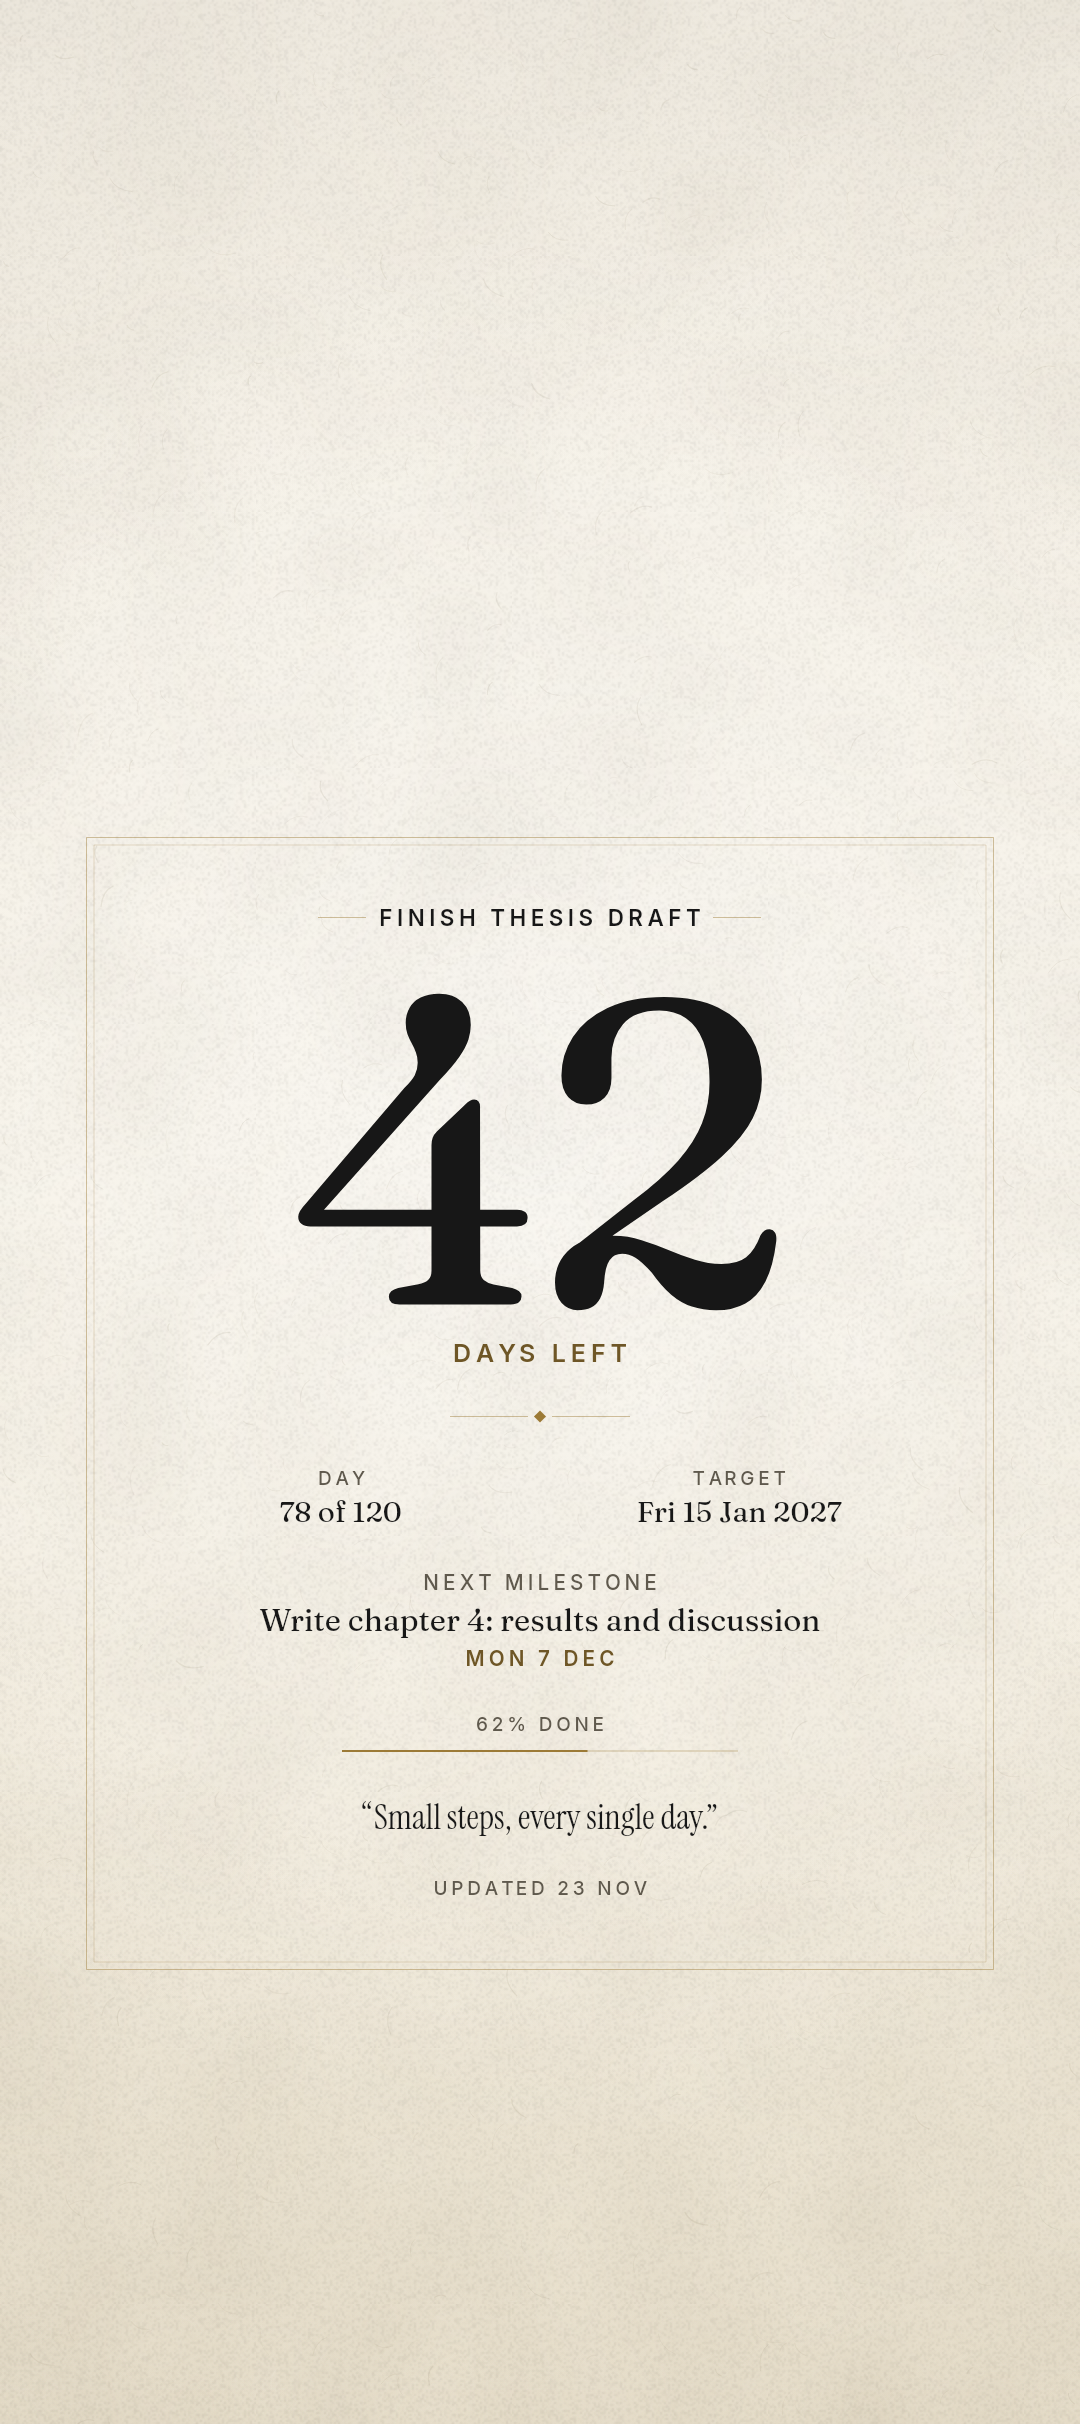 FINISH THESIS DRAFT
42
DAYS LEFT
DAY
78 of 120
TARGET
Fri 15 Jan 2027
NEXT MILESTONE
Write chapter 4: results and discussion
MON 7 DEC
62% DONE
“Small steps, every single day.”
UPDATED 23 NOV